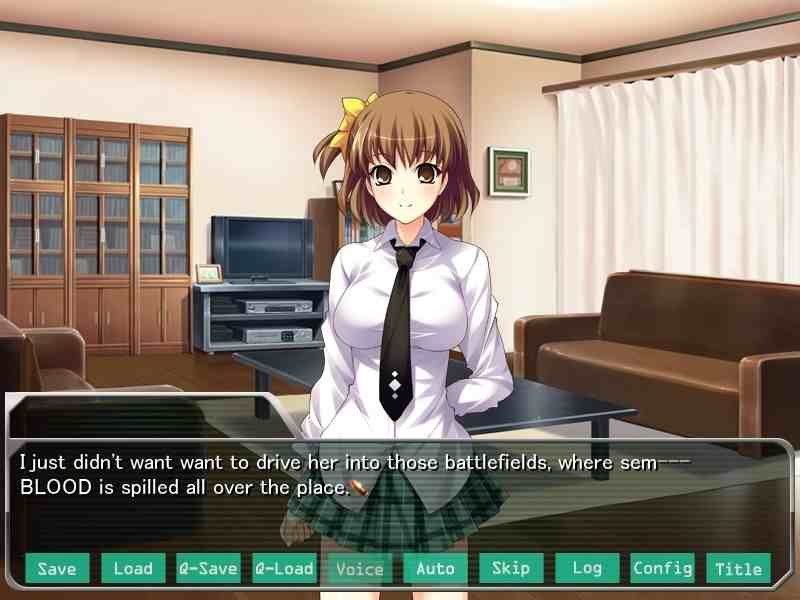 I just didn't want want to drive her into those battlefields, where sem---
BLOOD is spilled all over the place.
Save Load Q-Save Q-Load Voice Auto Skip Log Config Title